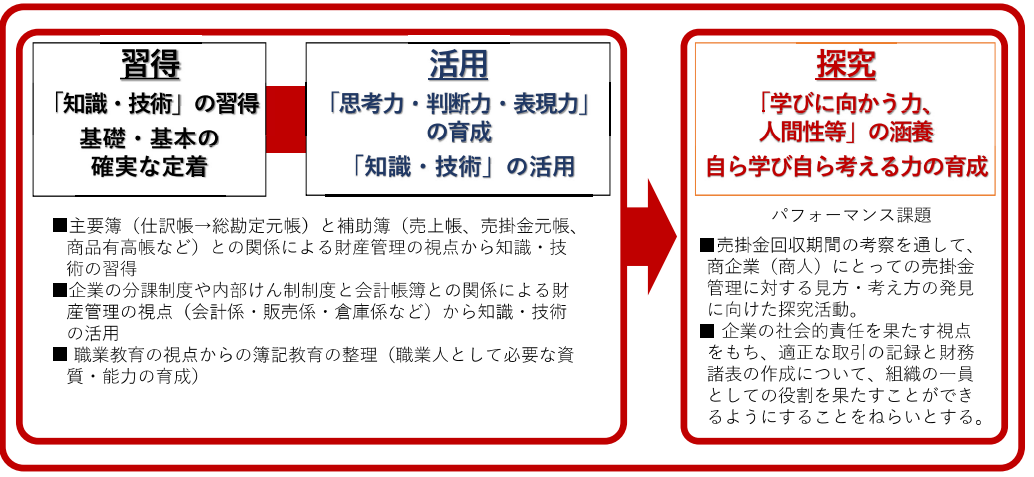 習得
「知識・技術」の習得
基礎・基本の
確実な定着
活用
「思考力・判断力・表現力」
の育成
「知識・技術」の活用
■主要簿（仕訳帳→総勘定元帳）と補助簿（売上帳、売掛金元帳、
商品有高帳など）との関係による財産管理の視点から知識・技
術の習得
■企業の分課制度や内部けん制制度と会計帳簿との関係による財
産管理の視点（会計係・販売係・倉庫係など）から知識・技術
の活用
■ 職業教育の視点からの簿記教育の整理（職業人として必要な資
質・能力の育成）
探究
「学びに向かう力、
人間性等」の涵養
自ら学び自ら考える力の育成
パフォーマンス課題
■売掛金回収期間の考察を通して、
商企業（商人）にとっての売掛金
管理に対する見方・考え方の発見
に向けた探究活動。
■ 企業の社会的責任を果たす視点
をもち、適正な取引の記録と財務
諸表の作成について、組織の一員
としての役割を果たすことができ
るようにすることをねらいとする。